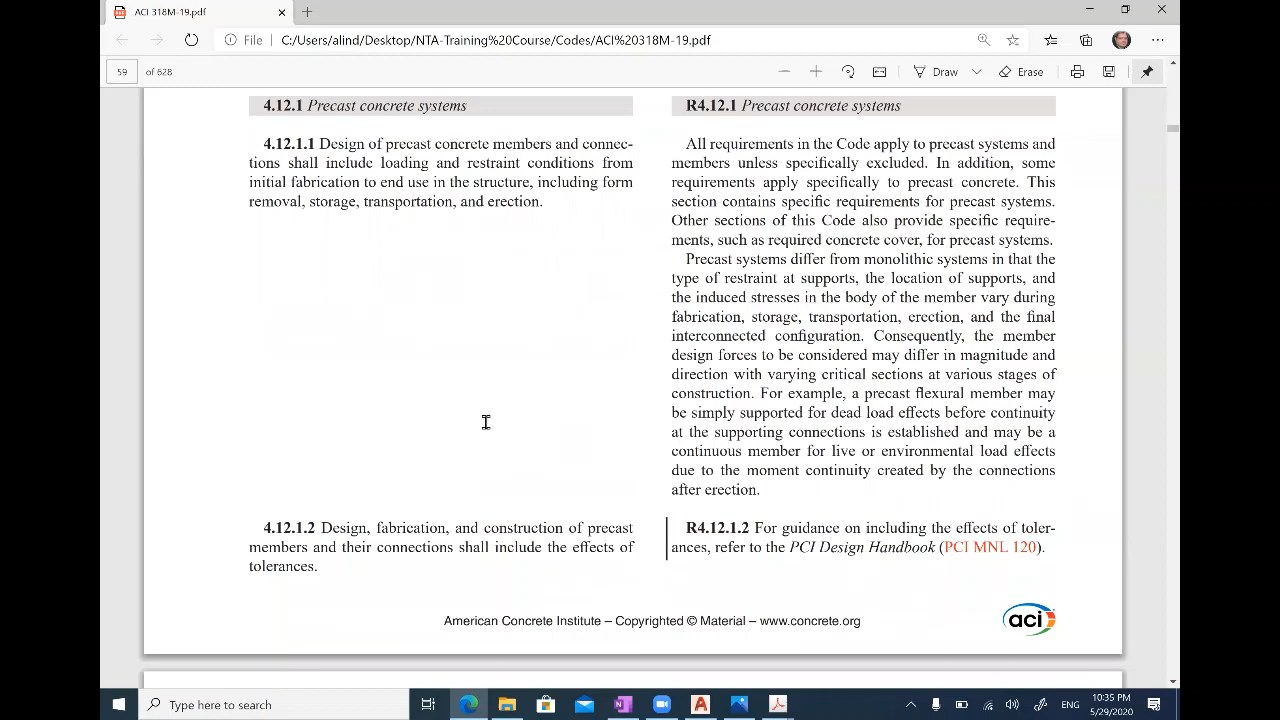 ACI 318M-19.pdf
File
C:/Users/alind/Desktop/NTA-Training%20Course/Codes/ACI%20318M-19.pdf
59 of 628
Draw
Erase
4.12.1 Precast concrete systems
4.12.1.1 Design of precast concrete members and connec-
tions shall include loading and restraint conditions from
initial fabrication to end use in the structure, including form
removal, storage, transportation, and erection.
4.12.1.2 Design, fabrication, and construction of precast
members and their connections shall include the effects of
tolerances.
R4.12.1 Precast concrete systems
All requirements in the Code apply to precast systems and
members unless specifically excluded. In addition, some
requirements apply specifically to precast concrete. This
section contains specific requirements for precast systems.
Other sections of this Code also provide specific require-
ments, such as required concrete cover, for precast systems.
Precast systems differ from monolithic systems in that the
type of restraint at supports, the location of supports, and
the induced stresses in the body of the member vary during
fabrication, storage, transportation, erection, and the final
interconnected configuration. Consequently, the member
design forces to be considered may differ in magnitude and
direction with varying critical sections at various stages of
construction. For example, a precast flexural member may
be simply supported for dead load effects before continuity
at the supporting connections is established and may be a
continuous member for live or environmental load effects
due to the moment continuity created by the connections
after erection.
R4.12.1.2 For guidance on including the effects of toler-
ances, refer to the PCI Design Handbook (PCI MNL 120).
American Concrete Institute – Copyrighted © Material – www.concrete.org
aci
Type here to search
ENG
10:35 PM
5/29/2020